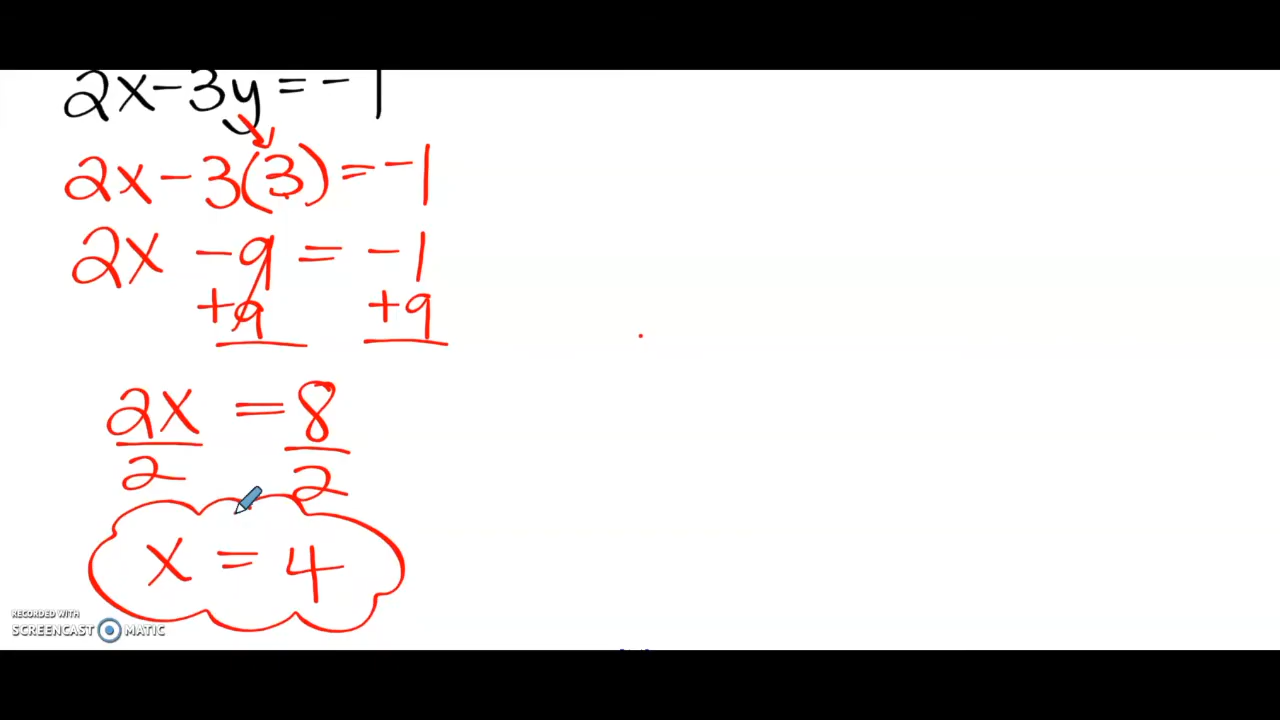 2x-3y=-1
2x-3(3)=-1
2x -9 = -1
+9 +9
2x = 8
2 2
x = 4
RECORDED WITH
SCREENCAST MATIC